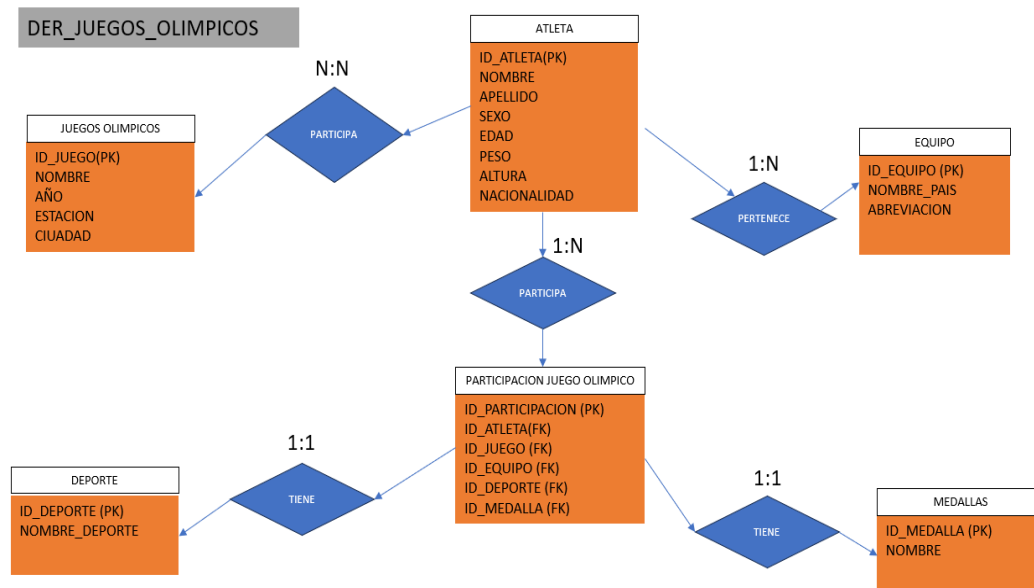 DER_JUEGOS_OLIMPICOS
ATLETA
ID_ATLETA(PK)
NOMBRE
APELLIDO
SEXO
EDAD
PESO
ALTURA
NACIONALIDAD
N:N
PARTICIPA
JUEGOS OLIMPICOS
ID_JUEGO(PK)
NOMBRE
AÑO
ESTACION
CIUADAD
1:N
PERTENECE
EQUIPO
ID_EQUIPO (PK)
NOMBRE_PAIS
ABREVIACION
1:N
PARTICIPA
PARTICIPACION JUEGO OLIMPICO
ID_PARTICIPACION (PK)
ID_ATLETA(FK)
ID_JUEGO (FK)
ID_EQUIPO (FK)
ID_DEPORTE (FK)
ID_MEDALLA (FK)
1:1
TIENE
DEPORTE
ID_DEPORTE (PK)
NOMBRE_DEPORTE
1:1
TIENE
MEDALLAS
ID_MEDALLA (PK)
NOMBRE